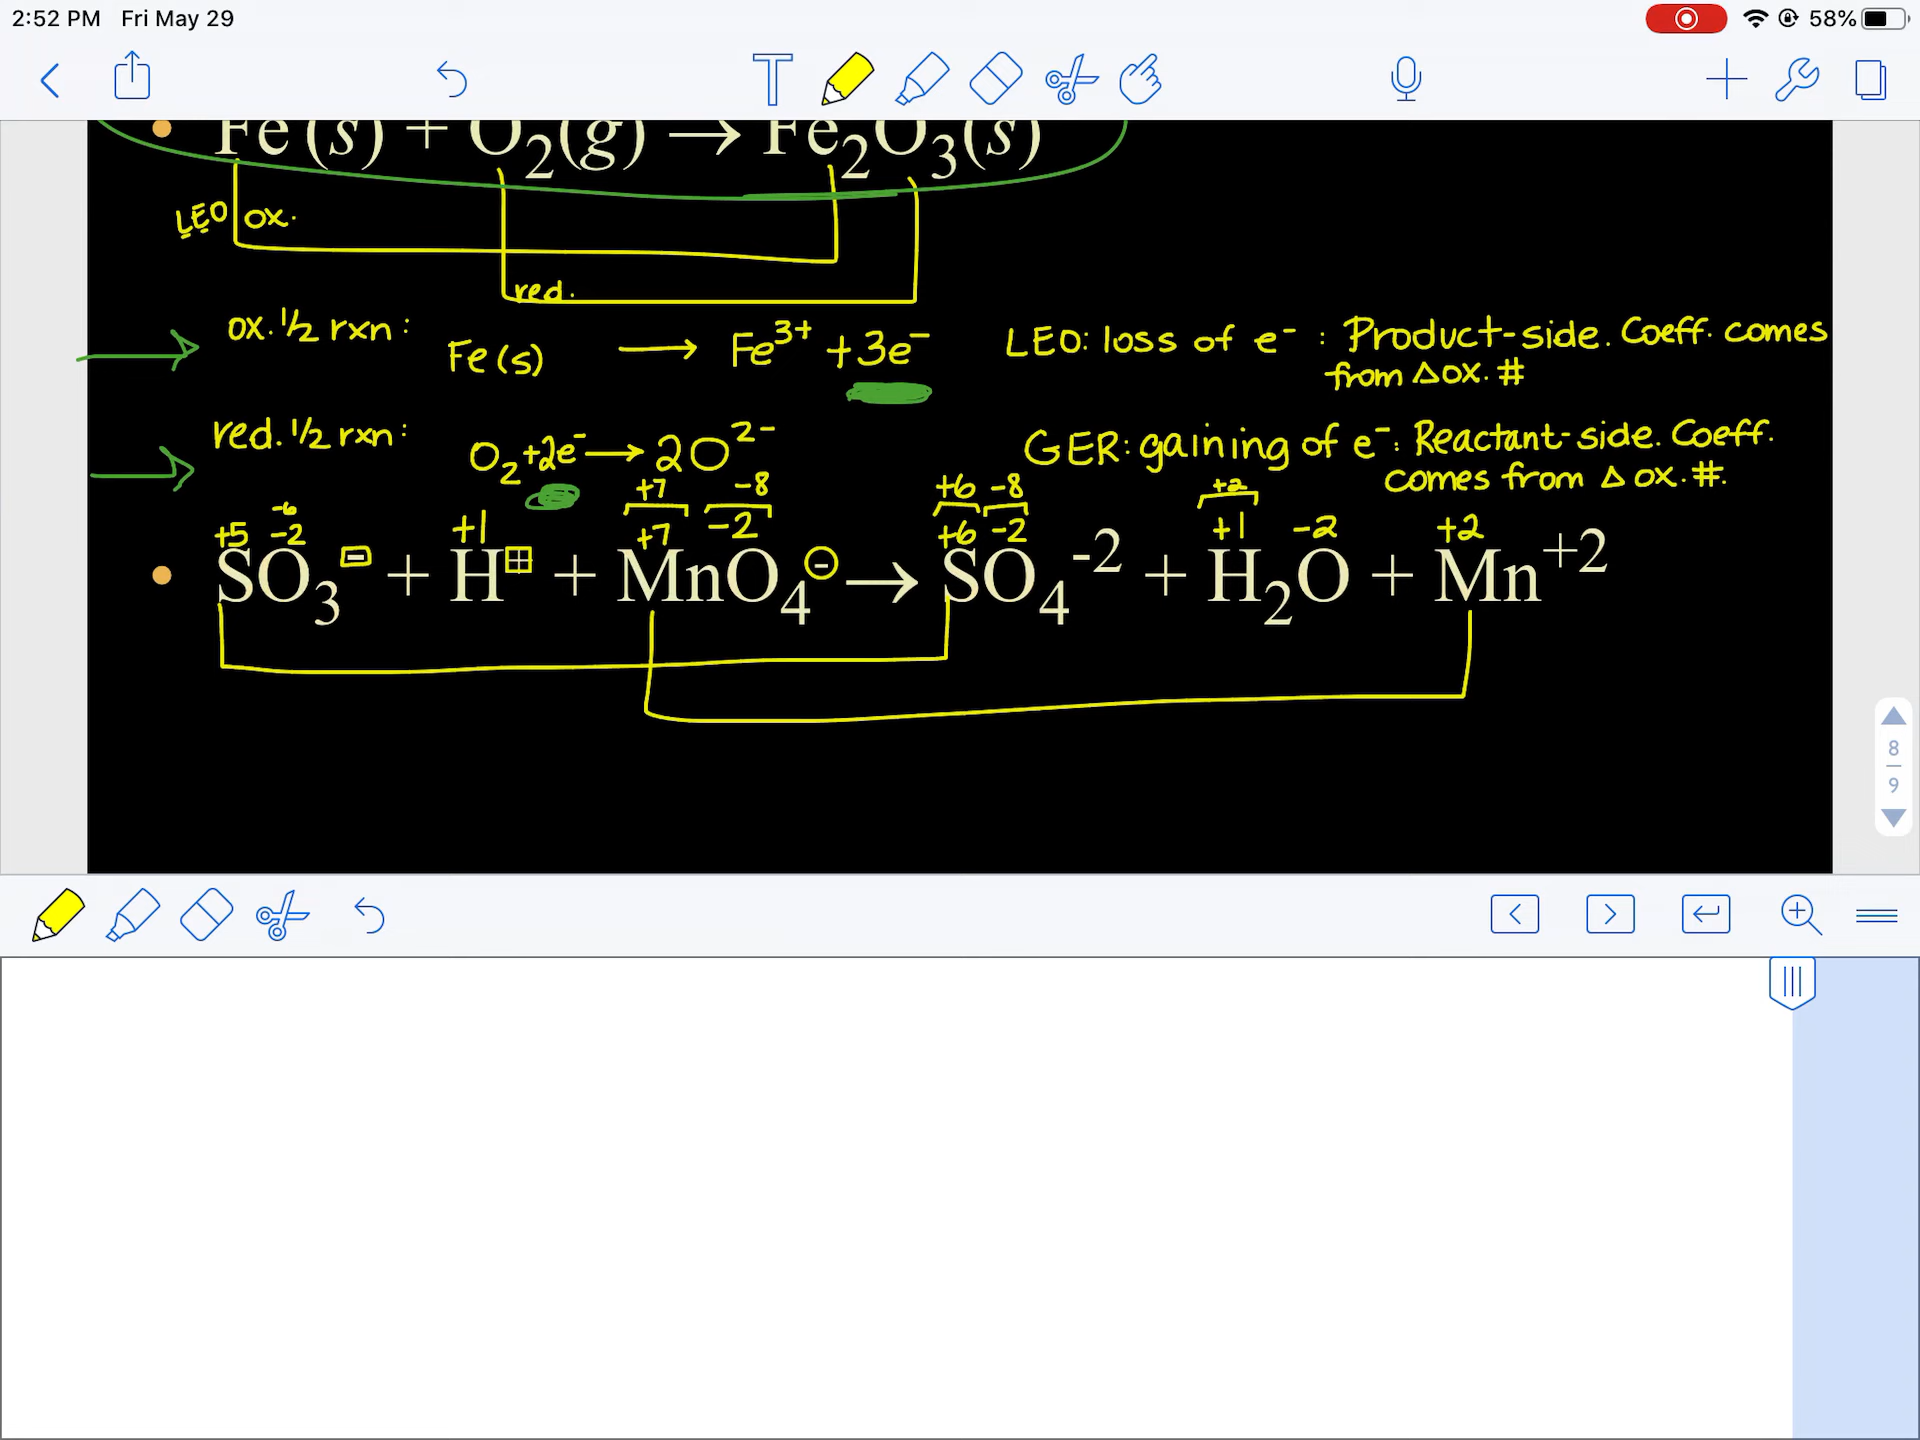 2:52 PM Fri May 29
58%
T
• Fe (s) + O₂(g) → Fe₂O₃(s)
LEO ox.
red.
ox. ½ rxn: Fe (s) → Fe³⁺ + 3e⁻ LEO: loss of e⁻ : Product-side. Coeff. comes
from Δox. #
red. ½ rxn: O₂+2e⁻ → 2O²⁻ GER: gaining of e⁻: Reactant-side. Coeff.
comes from Δ ox. #.
-6 +7 -8 +6 -8 +2
+5 -2 +1 +7 -2 +6 -2 +1 -2 +2
• SO₃⁻ + H⁺ + MnO₄⁻ → SO₄⁻² + H₂O + Mn⁺²
8
9